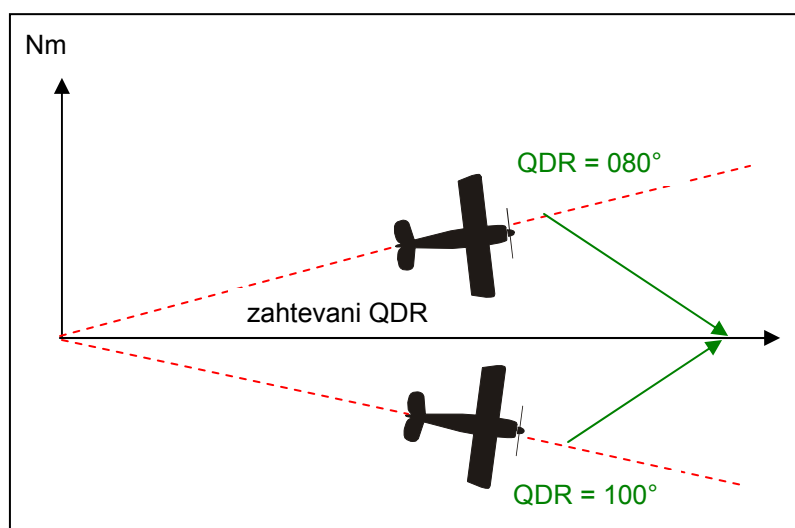 Nm
QDR = 080°
zahtevani QDR
QDR = 100°